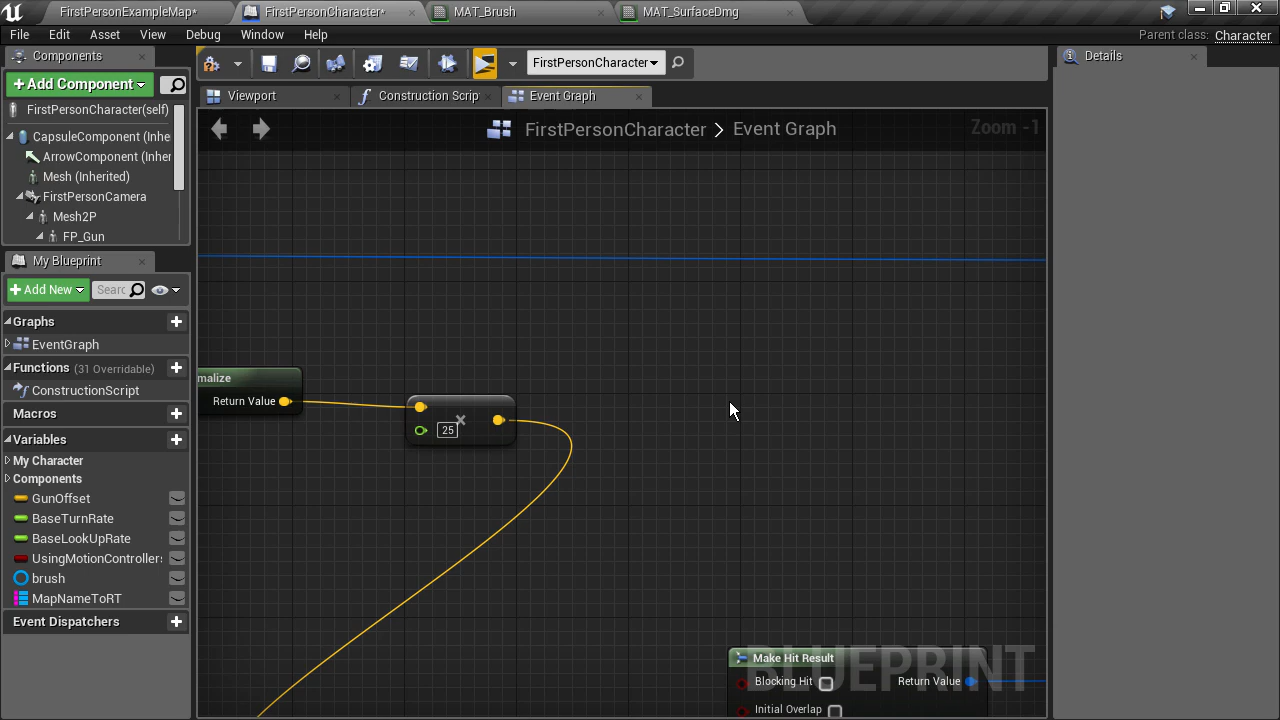 FirstPersonExampleMap*
FirstPersonCharacter*
MAT_Brush
MAT_SurfaceDmg
File
Edit
Asset
View
Debug
Window
Help
Parent class:
Character
Components
+ Add Component
FirstPersonCharacter(self)
CapsuleComponent (Inhe
ArrowComponent (Inher
Mesh (Inherited)
FirstPersonCamera
Mesh2P
FP_Gun
My Blueprint
+ Add New
Searc
Graphs
EventGraph
Functions (31 Overridable)
ConstructionScript
Macros
Variables
My Character
Components
GunOffset
BaseTurnRate
BaseLookUpRate
UsingMotionControllers
brush
MapNameToRT
Event Dispatchers
FirstPersonCharacter
Viewport
Construction Scrip
Event Graph
FirstPersonCharacter > Event Graph
Zoom -1
malize
Return Value
25
Make Hit Result
Blocking Hit
Return Value
Initial Overlap
BLUEPRINT
Details